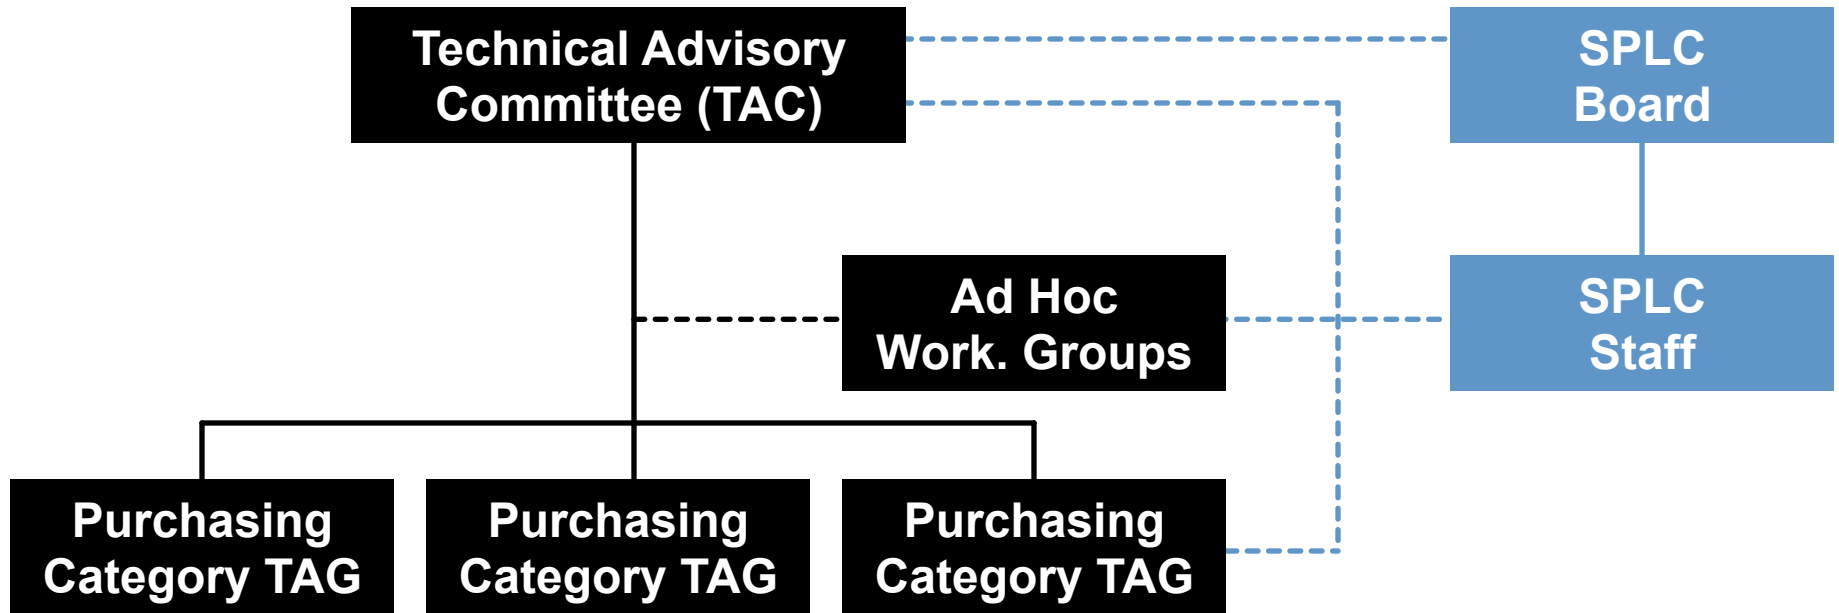 Technical Advisory
Committee (TAC)
SPLC
Board
Ad Hoc
Work. Groups
SPLC
Staff
Purchasing
Category TAG
Purchasing
Category TAG
Purchasing
Category TAG